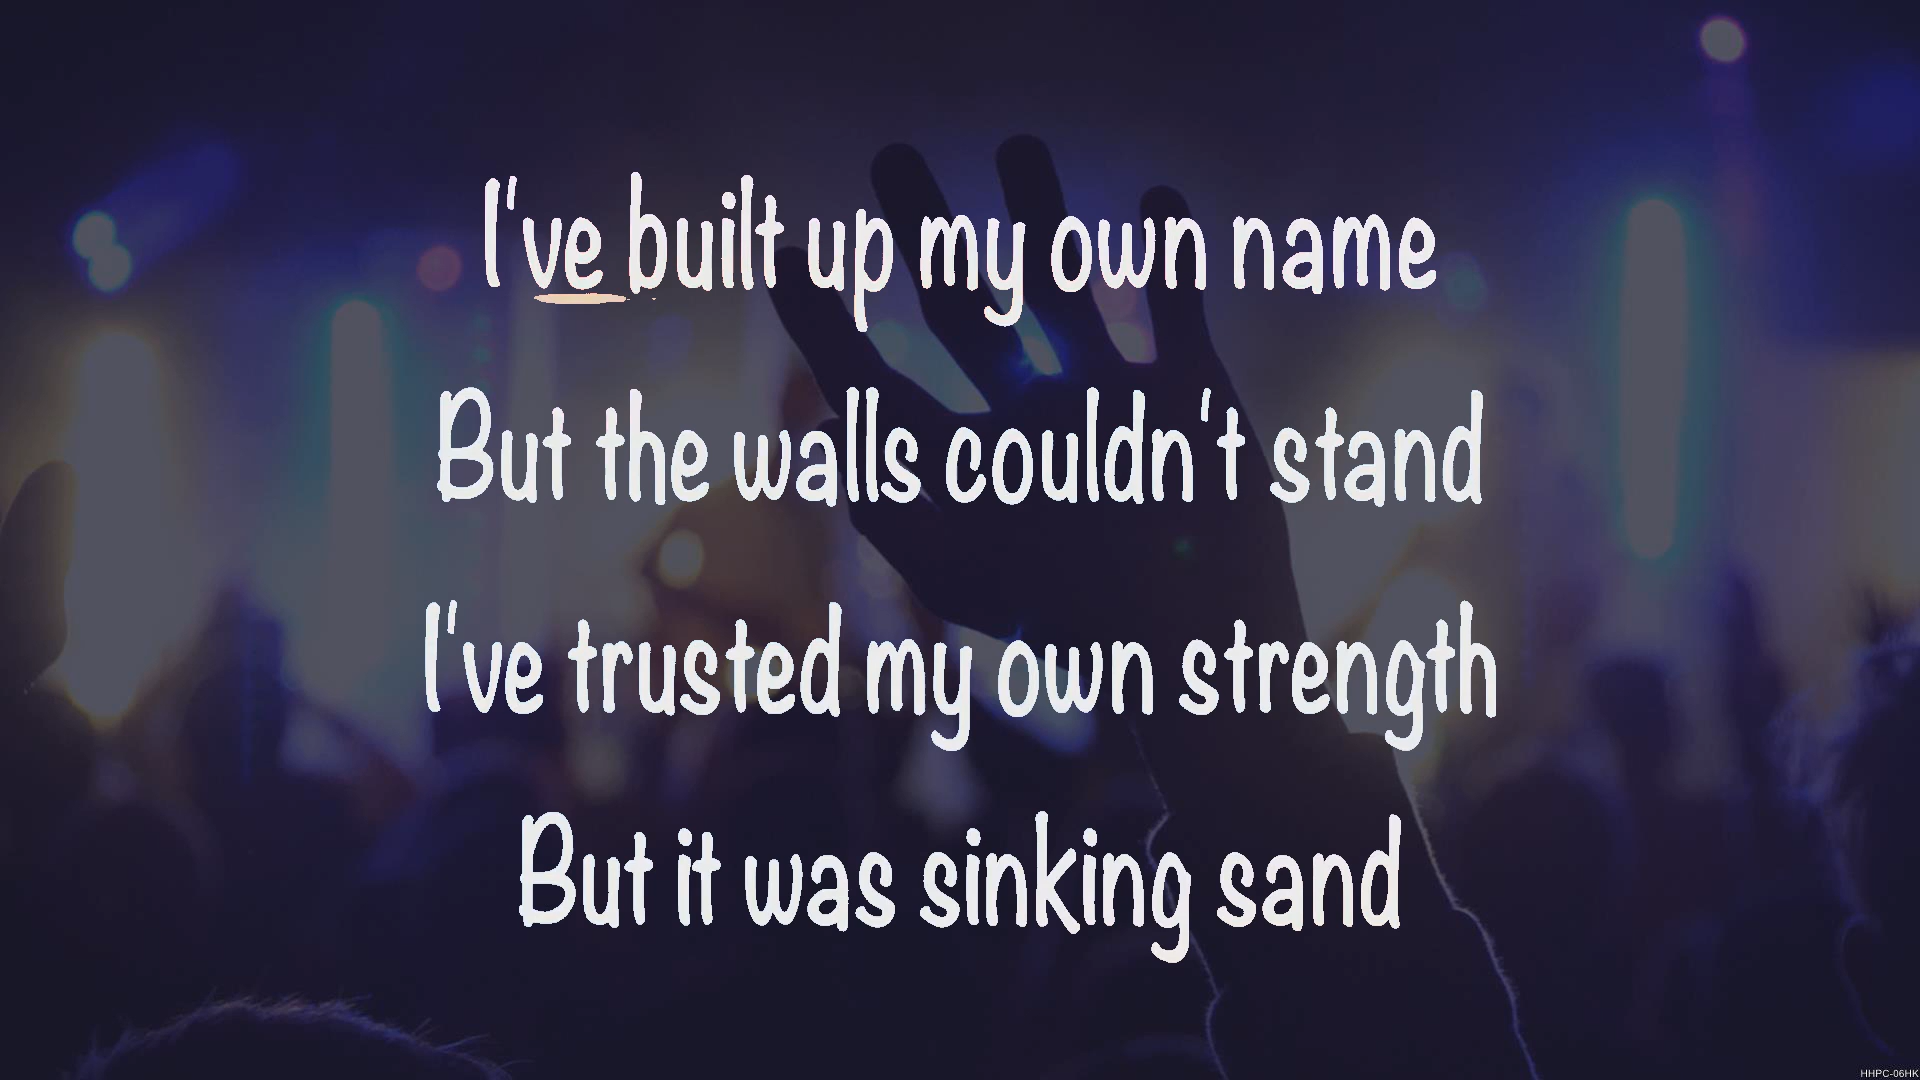 I've built up my own name
But the walls couldn't stand
I've trusted my own strength
But it was sinking sand
HHPC-06HK